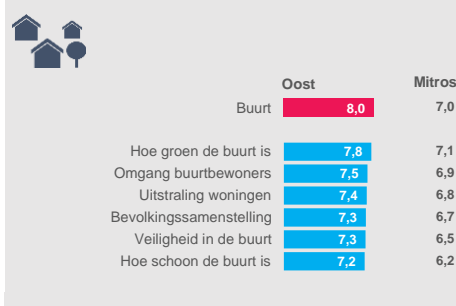 Oost Mitros
Buurt 8,0 7,0
Hoe groen de buurt is 7,8 7,1
Omgang buurtbewoners 7,5 6,9
Uitstraling woningen 7,4 6,8
Bevolkingssamenstelling 7,3 6,7
Veiligheid in de buurt 7,3 6,5
Hoe schoon de buurt is 7,2 6,2